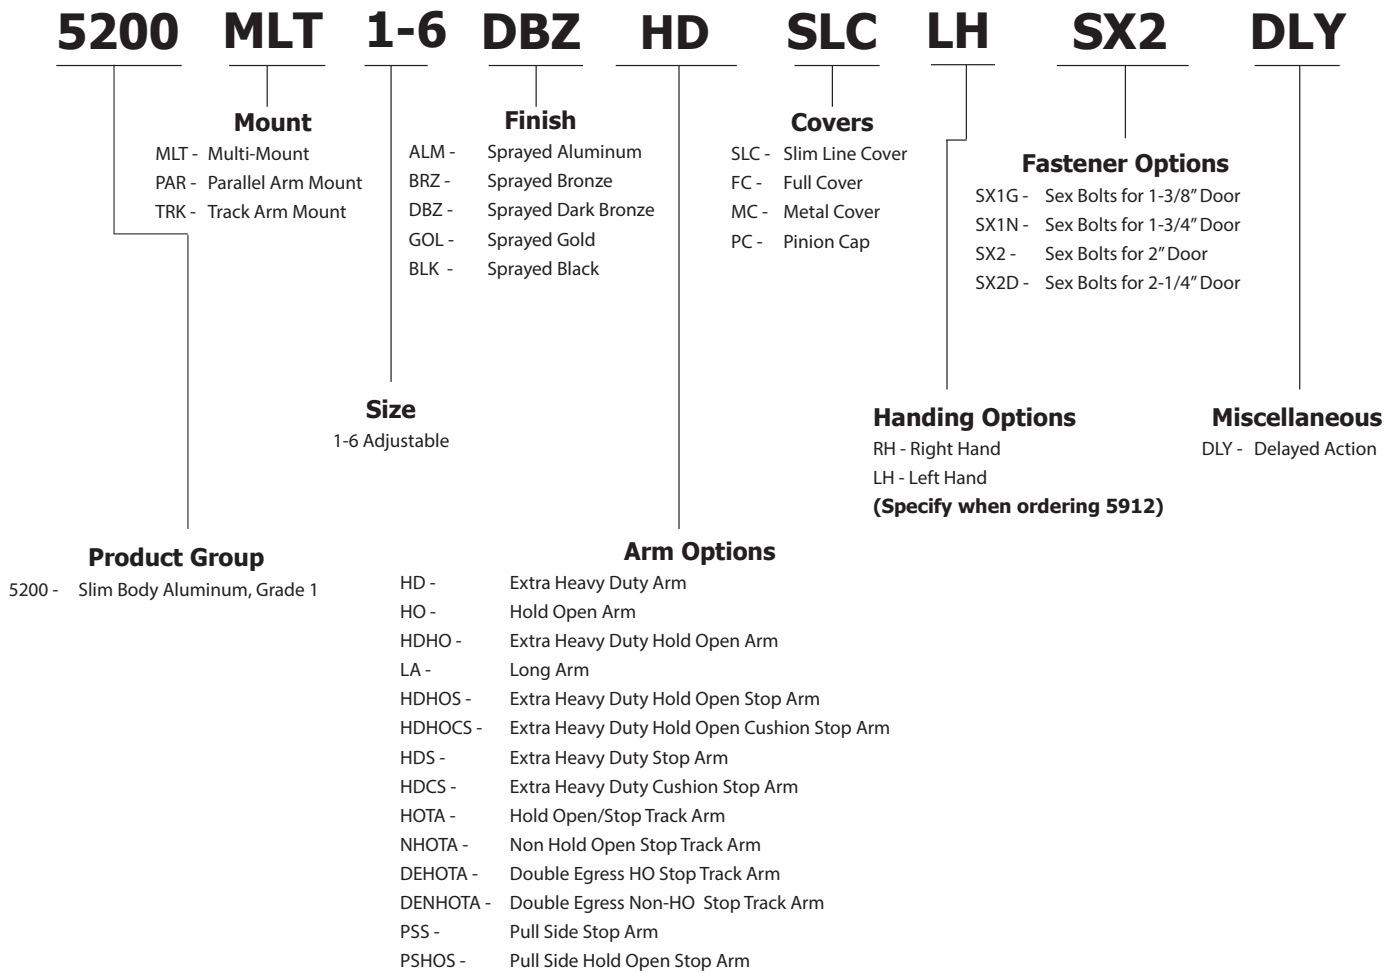 5200 MLT 1-6 DBZ HD SLC LH SX2 DLY
Mount
MLT - Multi-Mount
PAR - Parallel Arm Mount
TRK - Track Arm Mount
Finish
ALM - Sprayed Aluminum
BRZ - Sprayed Bronze
DBZ - Sprayed Dark Bronze
GOL - Sprayed Gold
BLK - Sprayed Black
Covers
SLC - Slim Line Cover
FC - Full Cover
MC - Metal Cover
PC - Pinion Cap
Fastener Options
SX1G - Sex Bolts for 1-3/8" Door
SX1N - Sex Bolts for 1-3/4" Door
SX2 - Sex Bolts for 2" Door
SX2D - Sex Bolts for 2-1/4" Door
Size
1-6 Adjustable
Handing Options
RH - Right Hand
LH - Left Hand
(Specify when ordering 5912)
Miscellaneous
DLY - Delayed Action
Product Group
5200 - Slim Body Aluminum, Grade 1
Arm Options
HD - Extra Heavy Duty Arm
HO - Hold Open Arm
HDHO - Extra Heavy Duty Hold Open Arm
LA - Long Arm
HDHOS - Extra Heavy Duty Hold Open Stop Arm
HDHOCS - Extra Heavy Duty Hold Open Cushion Stop Arm
HDS - Extra Heavy Duty Stop Arm
HDCS - Extra Heavy Duty Cushion Stop Arm
HOTA - Hold Open/Stop Track Arm
NHOTA - Non Hold Open Stop Track Arm
DEHOTA - Double Egress HO Stop Track Arm
DENHOTA - Double Egress Non-HO Stop Track Arm
PSS - Pull Side Stop Arm
PSHOS - Pull Side Hold Open Stop Arm